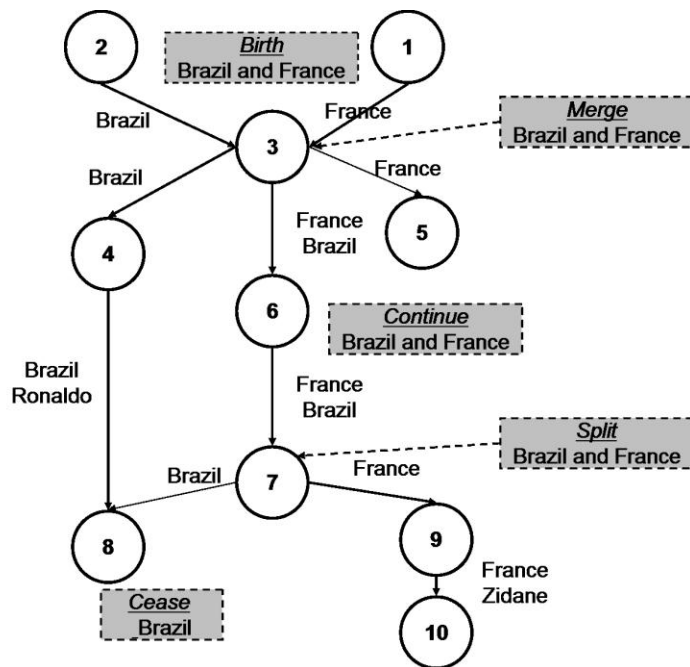 2
Birth
Brazil and France
1
Brazil
France
Merge
Brazil and France
3
Brazil
France
4
France
Brazil
5
6
Continue
Brazil and France
Brazil
Ronaldo
France
Brazil
Split
Brazil and France
Brazil
7
France
8
9
Cease
Brazil
France
Zidane
10